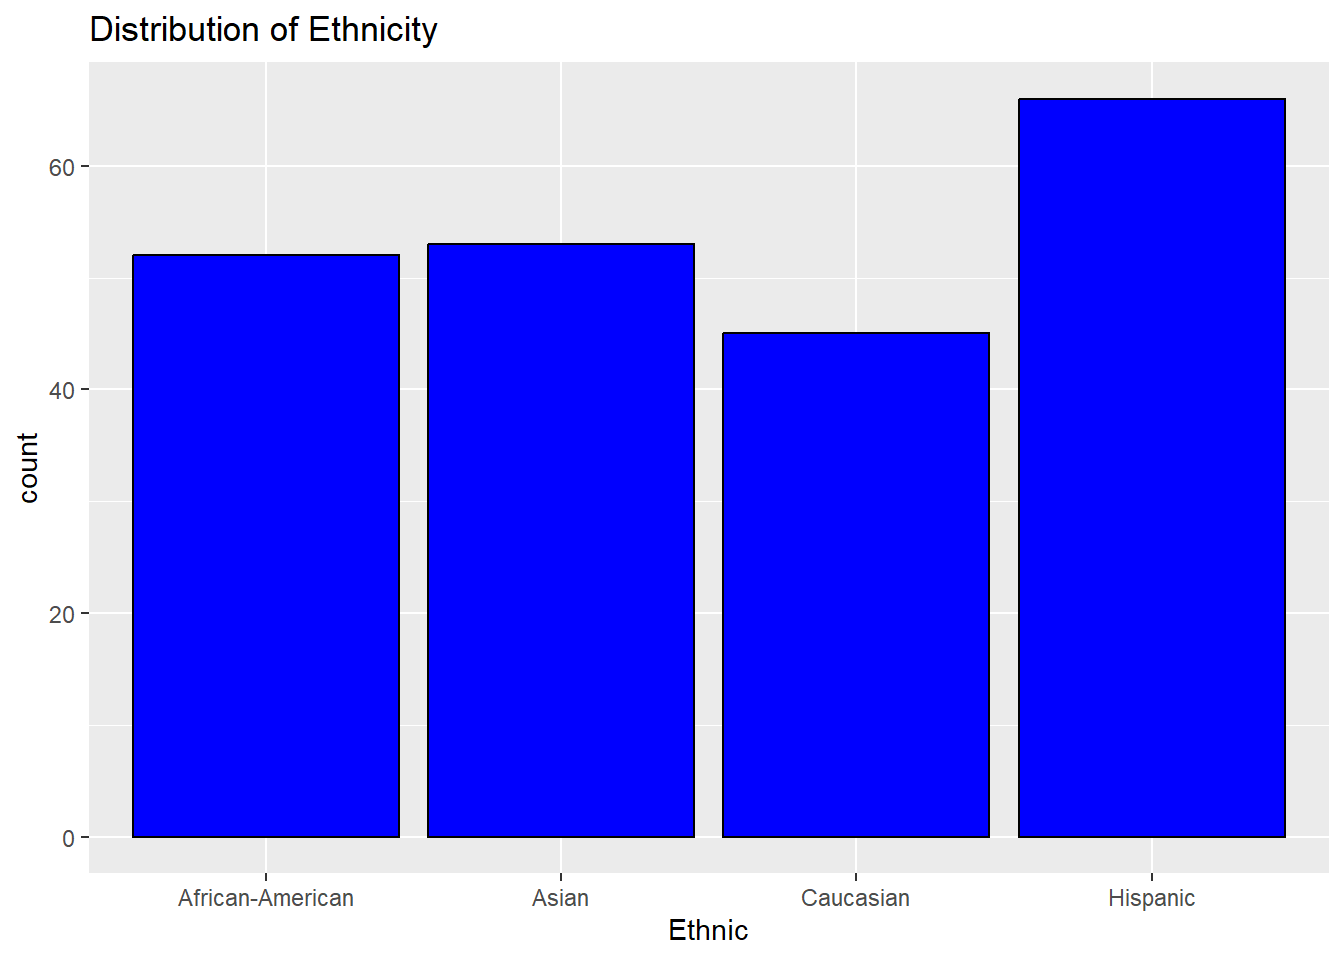 Distribution of Ethnicity
60
40
20
0
count
African-American Asian Caucasian Hispanic
Ethnic